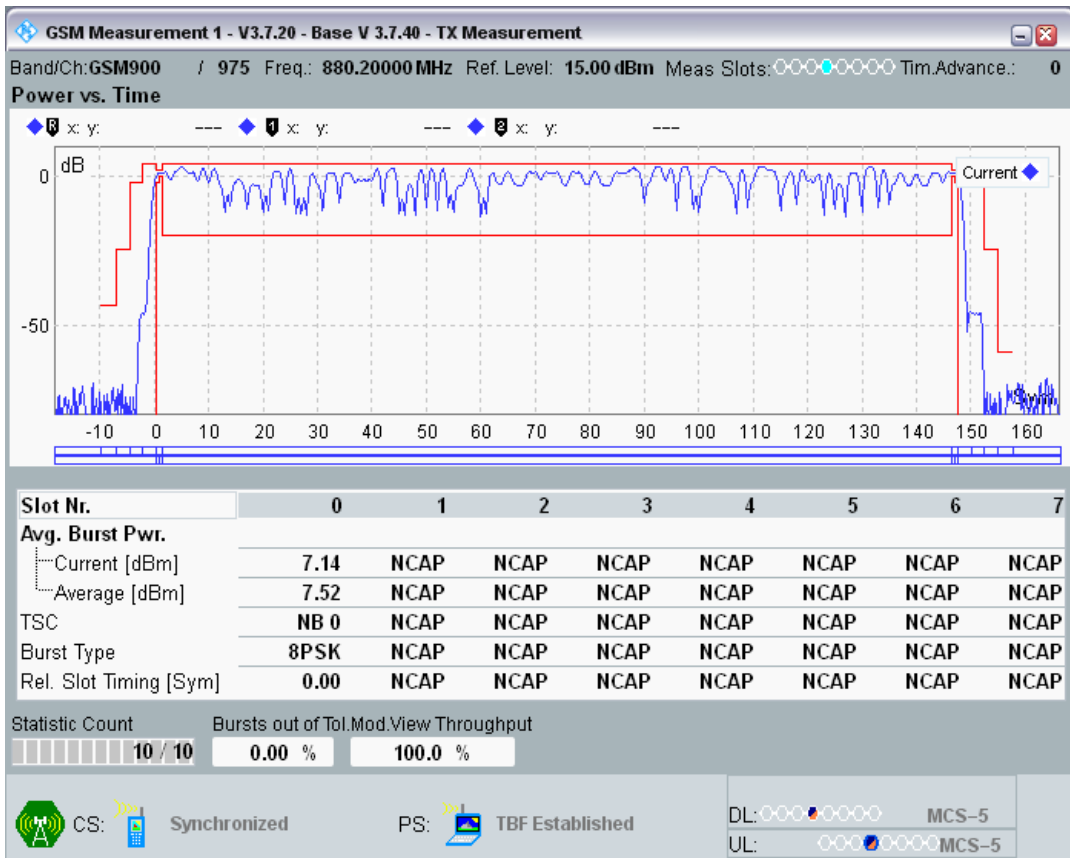 GSM Measurement 1 - V3.7.20 - Base V 3.7.40 - TX Measurement
Band/Ch:GSM900 / 975 Freq.: 880.20000 MHz Ref. Level: 15.00 dBm Meas Slots: Tim.Advance.: 0
Power vs. Time
R x: y: --- 1 x: y: --- 2 x: y: ---
dB
Current
0
-50
Sym
-10 0 10 20 30 40 50 60 70 80 90 100 110 120 130 140 150 160
Slot Nr. 0 1 2 3 4 5 6 7
Avg. Burst Pwr.
Current [dBm] 7.14 NCAP NCAP NCAP NCAP NCAP NCAP NCAP
Average [dBm] 7.52 NCAP NCAP NCAP NCAP NCAP NCAP NCAP
TSC NB 0 NCAP NCAP NCAP NCAP NCAP NCAP NCAP
Burst Type 8PSK NCAP NCAP NCAP NCAP NCAP NCAP NCAP
Rel. Slot Timing [Sym] 0.00 NCAP NCAP NCAP NCAP NCAP NCAP NCAP
Statistic Count Bursts out of Tol.Mod.View Throughput
10 / 10 0.00 % 100.0 %
CS: Synchronized PS: TBF Established
DL: MCS-5
UL: MCS-5